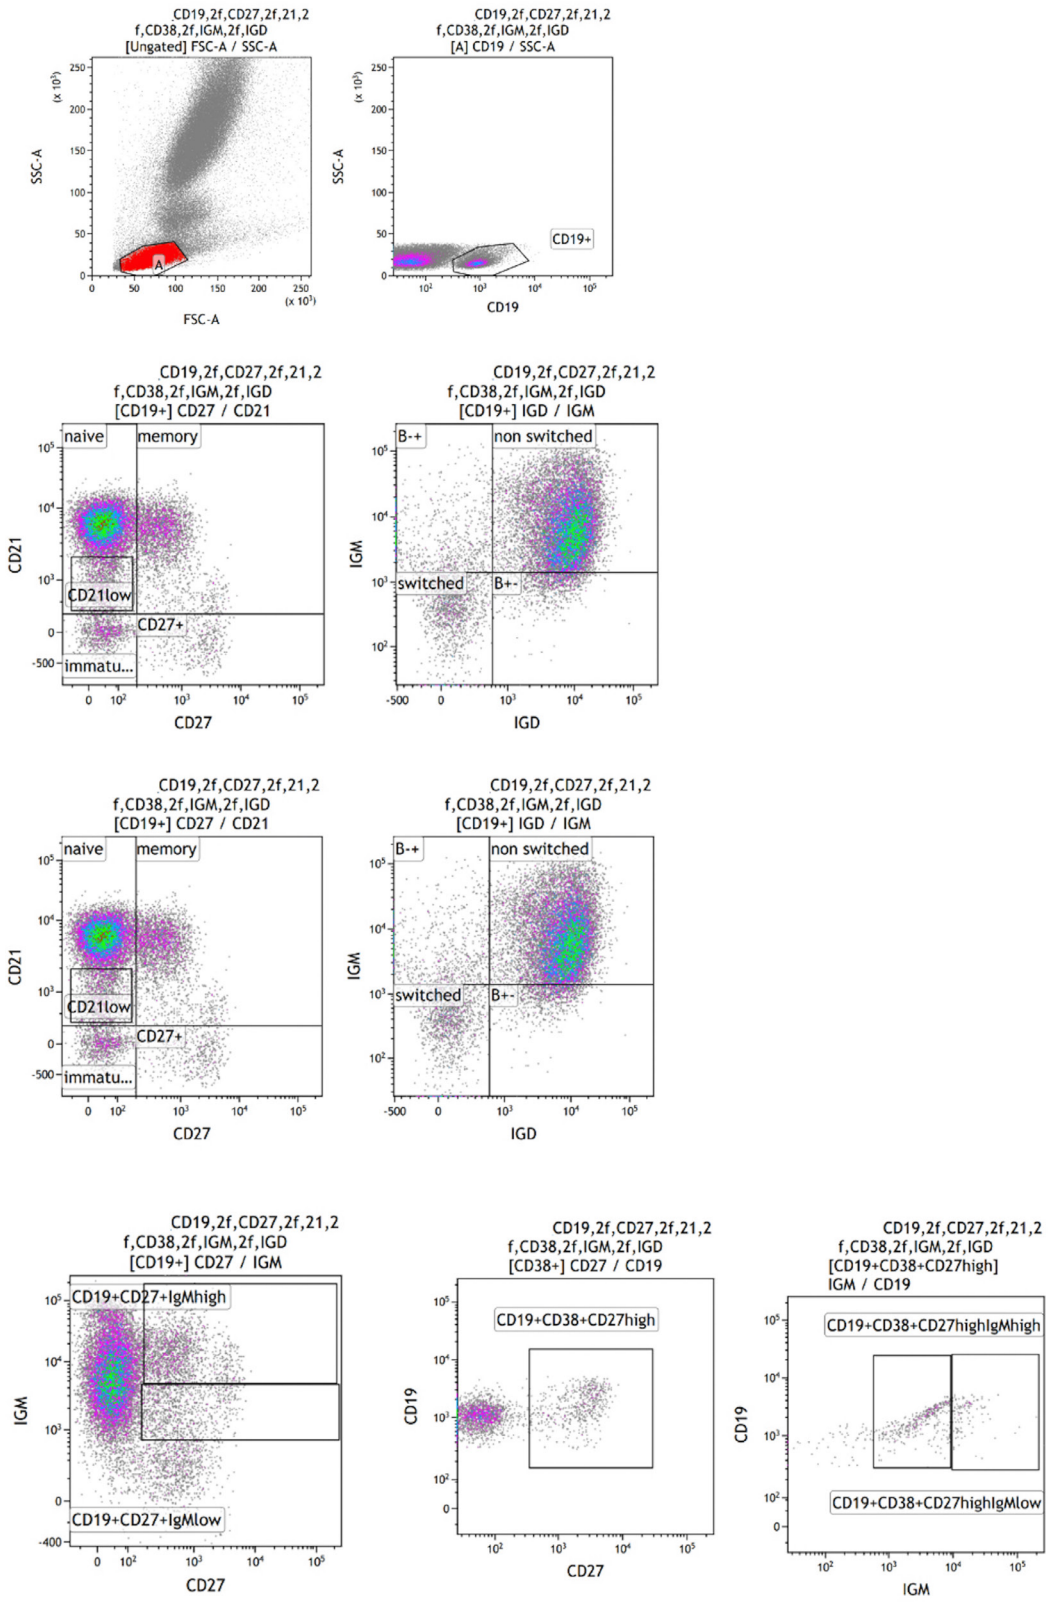 CD19,2f,CD27,2f,21,2
f,CD38,2f,IGM,2f,IGD
[Ungated] FSC-A / SSC-A
(x 10³)
250
200
150
100
50
0
SSC-A
A
0 50 100 150 200 250
(x 10³)
FSC-A
CD19,2f,CD27,2f,21,2
f,CD38,2f,IGM,2f,IGD
[A] CD19 / SSC-A
(x 10³)
250
200
150
100
50
0
SSC-A
CD19+
10¹ 10³ 10⁴ 10⁵
CD19
CD19,2f,CD27,2f,21,2
f,CD38,2f,IGM,2f,IGD
[CD19+] CD27 / CD21
naive
memory
10⁵
10⁴
10³
0
-500
CD21
CD21low
CD27+
immatu...
0 10² 10³ 10⁴ 10⁵
CD27
CD19,2f,CD27,2f,21,2
f,CD38,2f,IGM,2f,IGD
[CD19+] IGD / IGM
B-+
non switched
10⁵
10⁴
10³
10²
IGM
switched
B+-
-500 0 10³ 10⁴ 10⁵
IGD
CD19,2f,CD27,2f,21,2
f,CD38,2f,IGM,2f,IGD
[CD19+] CD27 / CD21
naive
memory
10⁵
10⁴
10³
0
-500
CD21
CD21low
CD27+
immatu...
0 10² 10³ 10⁴ 10⁵
CD27
CD19,2f,CD27,2f,21,2
f,CD38,2f,IGM,2f,IGD
[CD19+] IGD / IGM
B-+
non switched
10⁵
10⁴
10³
10²
IGM
switched
B+-
-500 0 10³ 10⁴ 10⁵
IGD
CD19,2f,CD27,2f,21,2
f,CD38,2f,IGM,2f,IGD
[CD19+] CD27 / IGM
CD19+CD27+IgMhigh
10⁵
10⁴
10³
0
-400
IGM
CD19+CD27+IgMlow
0 10² 10³ 10⁴ 10⁵
CD27
CD19,2f,CD27,2f,21,2
f,CD38,2f,IGM,2f,IGD
[CD38+] CD27 / CD19
CD19+CD38+CD27high
10⁵
10⁴
10³
10²
0
CD19
10² 10³ 10⁴ 10⁵
CD27
CD19,2f,CD27,2f,21,2
f,CD38,2f,IGM,2f,IGD
[CD19+CD38+CD27high]
IGM / CD19
CD19+CD38+CD27highIgMhigh
10⁵
10⁴
10³
10²
0
CD19
CD19+CD38+CD27highIgMlow
10² 10³ 10⁴ 10⁵
IGM